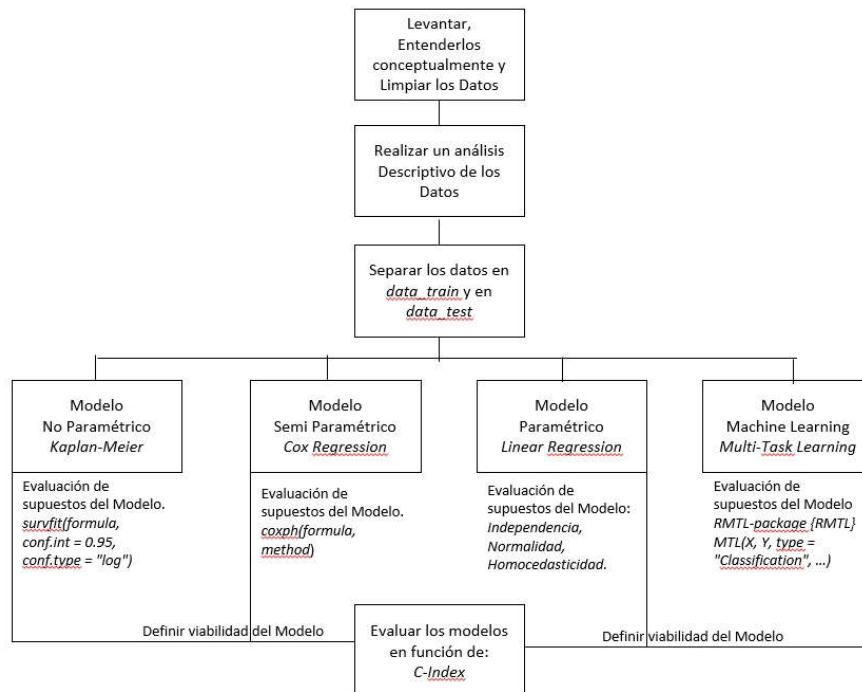 Levantar,
Entenderlos
conceptualmente y
Limpiar los Datos
Realizar un análisis
Descriptivo de los
Datos
Separar los datos en
data_train y en
data_test
Modelo
No Paramétrico
Kaplan-Meier
Evaluación de
supuestos del Modelo.
survfit(formula,
conf.int = 0.95,
conf.type = "log")
Modelo
Semi Paramétrico
Cox Regression
Evaluación de
supuestos del Modelo.
coxph(formula,
method)
Modelo
Paramétrico
Linear Regression
Evaluación de
supuestos del Modelo:
Independencia,
Normalidad,
Homocedasticidad.
Modelo
Machine Learning
Multi-Task Learning
Evaluación de
supuestos del Modelo
RMTL-package {RMTL}
MTL(X, Y, type =
"Classification", ...)
Definir viabilidad del Modelo
Evaluar los modelos
en función de:
C-Index
Definir viabilidad del Modelo